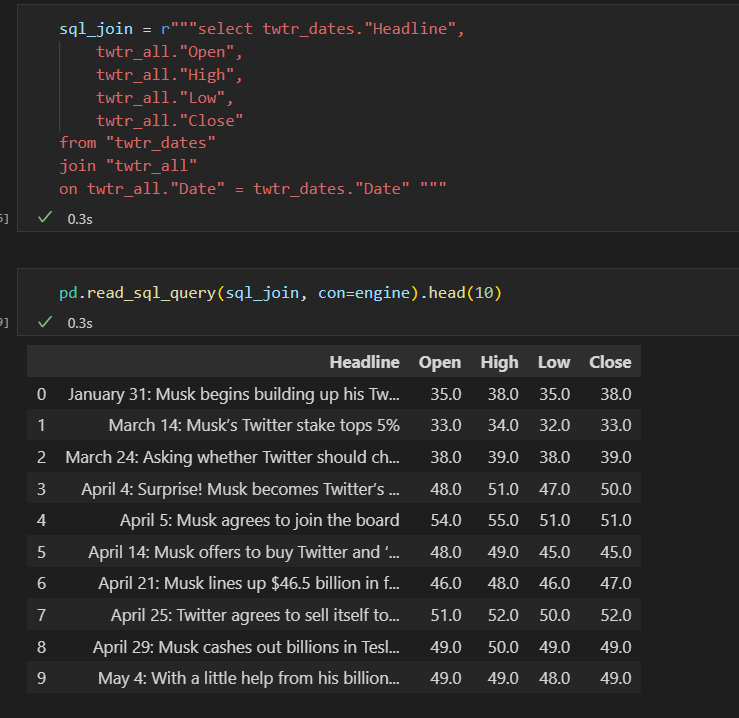 sql_join = r"""select twtr_dates."Headline",
twtr_all."Open",
twtr_all."High",
twtr_all."Low",
twtr_all."Close"
from "twtr_dates"
join "twtr_all"
on twtr_all."Date" = twtr_dates."Date" """
✓ 0.3s
pd.read_sql_query(sql_join, con=engine).head(10)
✓ 0.3s
Headline Open High Low Close
0 January 31: Musk begins building up his Tw... 35.0 38.0 35.0 38.0
1 March 14: Musk’s Twitter stake tops 5% 33.0 34.0 32.0 33.0
2 March 24: Asking whether Twitter should ch... 38.0 39.0 38.0 39.0
3 April 4: Surprise! Musk becomes Twitter’s ... 48.0 51.0 47.0 50.0
4 April 5: Musk agrees to join the board 54.0 55.0 51.0 51.0
5 April 14: Musk offers to buy Twitter and ‘... 48.0 49.0 45.0 45.0
6 April 21: Musk lines up $46.5 billion in f... 46.0 48.0 46.0 47.0
7 April 25: Twitter agrees to sell itself to... 51.0 52.0 50.0 52.0
8 April 29: Musk cashes out billions in Tesl... 49.0 50.0 49.0 49.0
9 May 4: With a little help from his billion... 49.0 49.0 48.0 49.0